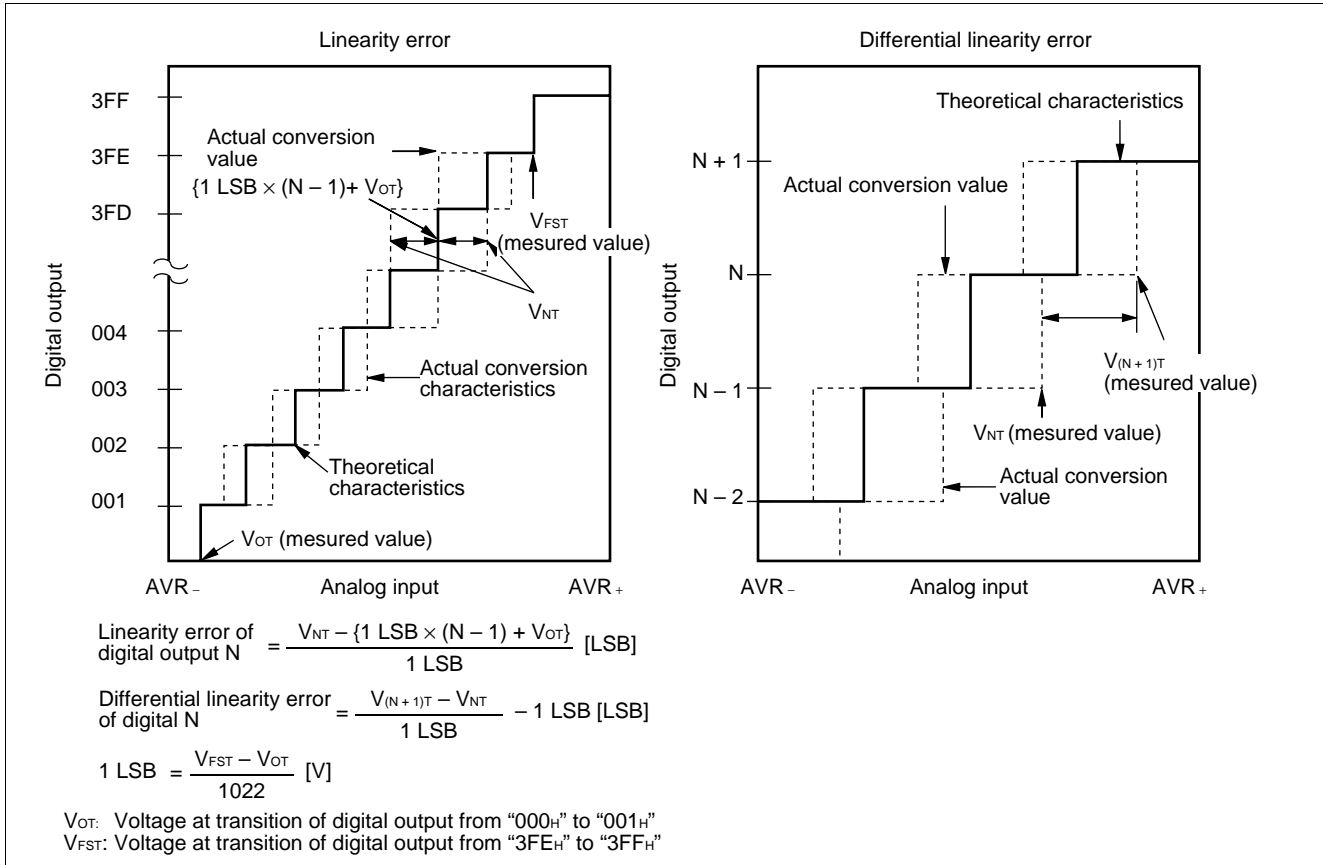 Linearity error
3FF
3FE
3FD
004
003
002
001
Digital output
Actual conversion
value
{1 LSB × (N – 1)+ VOT}
VFST
(mesured value)
VNT
Actual conversion
characteristics
Theoretical
characteristics
VOT (mesured value)
AVR –
Analog input
AVR +
Differential linearity error
Theoretical characteristics
N + 1
Actual conversion value
N
Digital output
V(N + 1)T
(mesured value)
N – 1
VNT (mesured value)
Actual conversion
value
N – 2
AVR –
Analog input
AVR +
Linearity error of
digital output N
= VNT – {1 LSB × (N – 1) + VOT}
1 LSB
[LSB]
Differential linearity error
of digital N
= V(N + 1)T – VNT
1 LSB
– 1 LSB [LSB]
1 LSB = VFST – VOT
1022
[V]
VOT: Voltage at transition of digital output from “000H” to “001H”
VFST: Voltage at transition of digital output from “3FEH” to “3FFH”